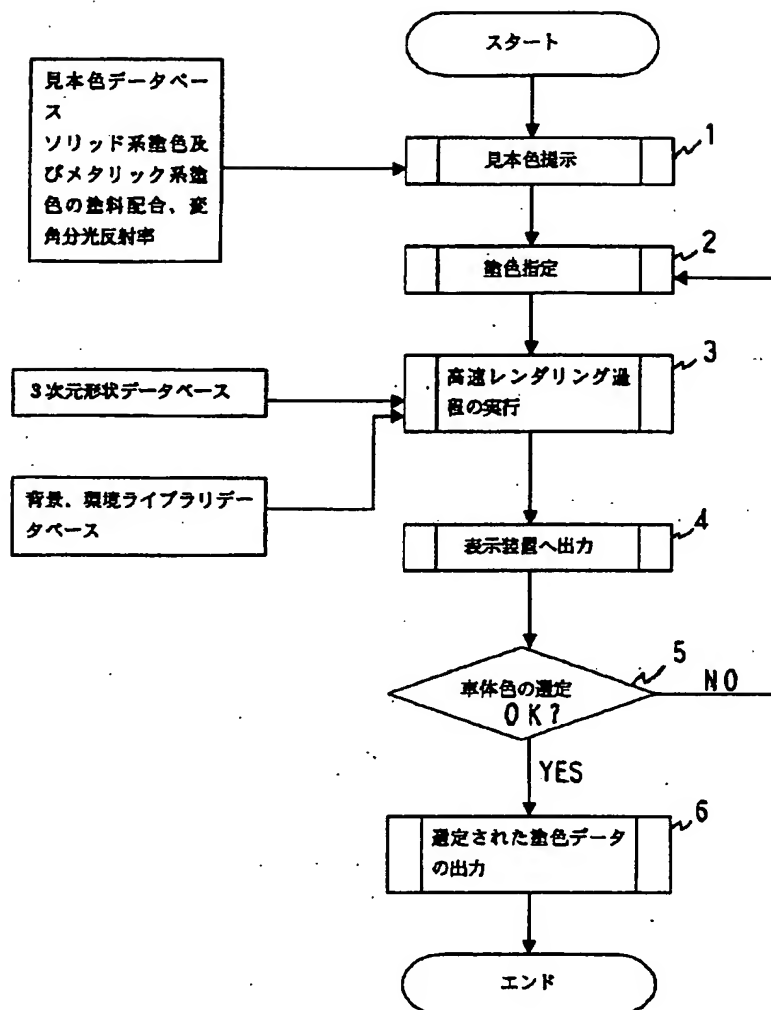 スタート
見本色データベー
ス
ソリッド系塗色及
びメタリック系塗
色の塗料配合、変
角分光反射率
1
見本色提示
2
塗色指定
3
高速レンダリング過
程の実行
3次元形状データベース
背景、環境ライブラリデー
タベース
4
表示装置へ出力
5
車体色の選定
OK?
NO
YES
6
選定された塗色データ
の出力
エンド